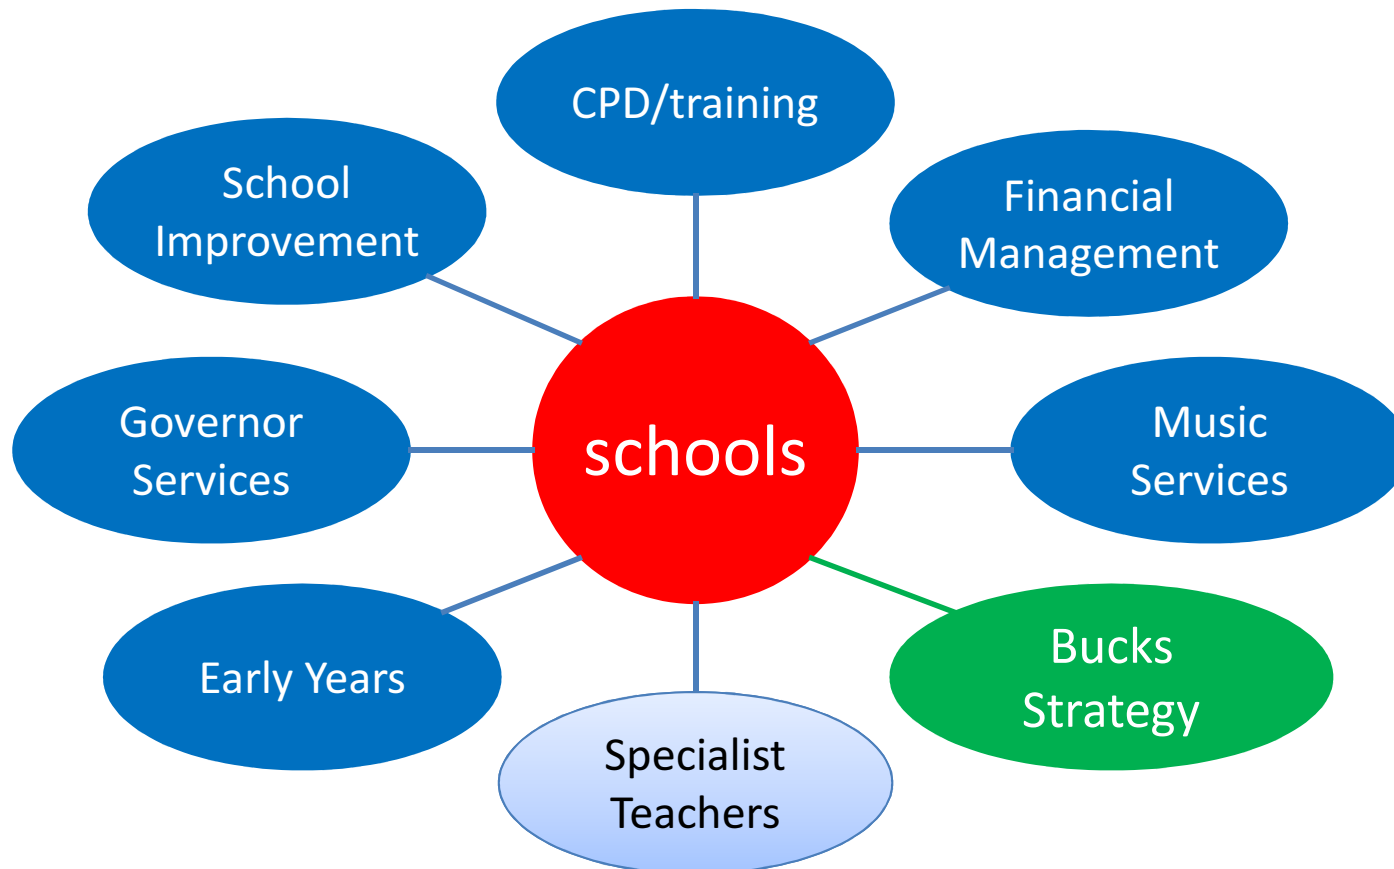 CPD/training
School
Improvement
Financial
Management
Governor
Services
schools
Music
Services
Early Years
Bucks
Strategy
Specialist
Teachers